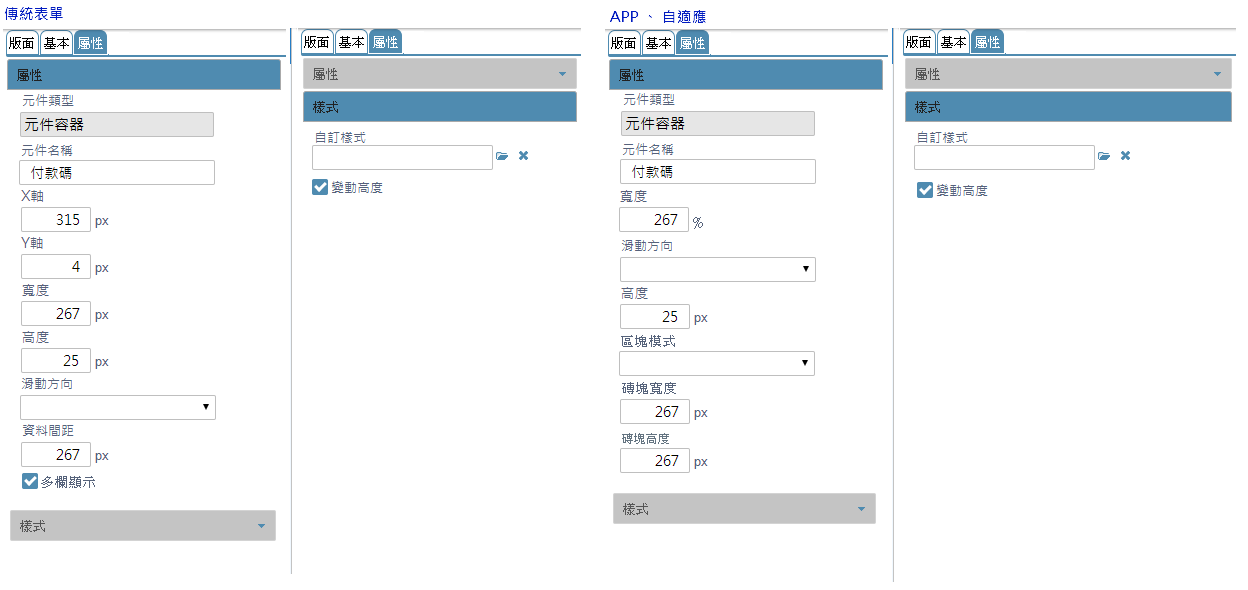 傳統表單
版面 基本 屬性
屬性
元件類型
元件容器
元件名稱
付款碼
X軸
315 px
Y軸
4 px
寬度
267 px
高度
25 px
滑動方向
資料間距
267 px
多欄顯示
樣式
版面 基本 屬性
屬性
樣式
自訂樣式
變動高度
APP 、 自適應
版面 基本 屬性
屬性
元件類型
元件容器
元件名稱
付款碼
寬度
267 %
滑動方向
高度
25 px
區塊模式
磚塊寬度
267 px
磚塊高度
267 px
樣式
版面 基本 屬性
屬性
樣式
自訂樣式
變動高度